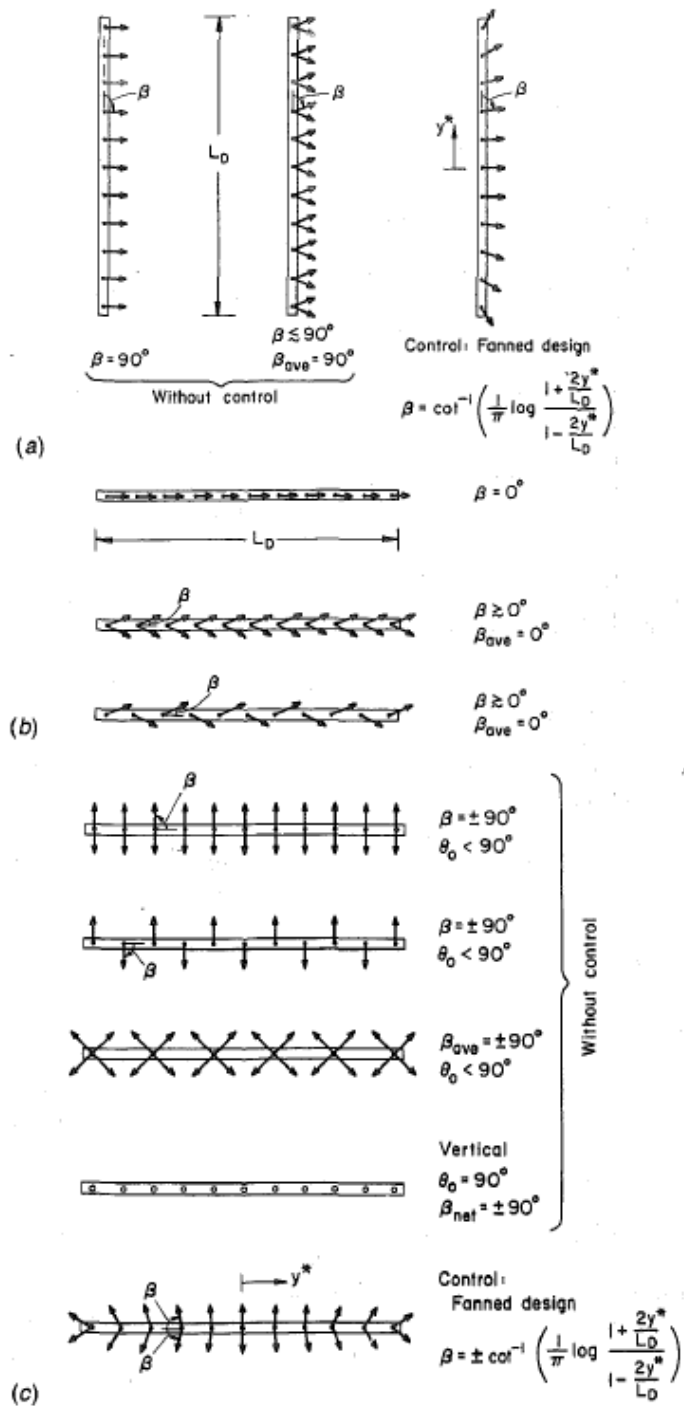 β
L_D
β
β
y*
β = 90°
β ≲ 90°
β_ave = 90°
Without control
Control: Fanned design
β = cot⁻¹ ( 1/π log (1 + 2y*/L_D) / (1 − 2y*/L_D) )
(a)
β = 0°
L_D
β
β ≳ 0°
β_ave = 0°
β
β ≳ 0°
β_ave = 0°
(b)
β
β = ± 90°
θ_o < 90°
β
β = ± 90°
θ_o < 90°
β_ave = ± 90°
θ_o < 90°
Vertical
θ_o = 90°
β_net = ± 90°
Without control
β
y*
β
Control:
Fanned design
β = ± cot⁻¹ ( 1/π log (1 + 2y*/L_D) / (1 − 2y*/L_D) )
(c)